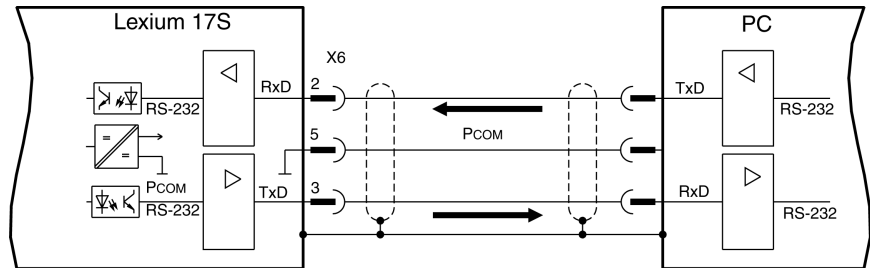 Lexium 17S
PC
X6
RxD
2
TxD
RS-232
RS-232
5
PCOM
=
=
PCOM
TxD
3
RxD
RS-232
RS-232